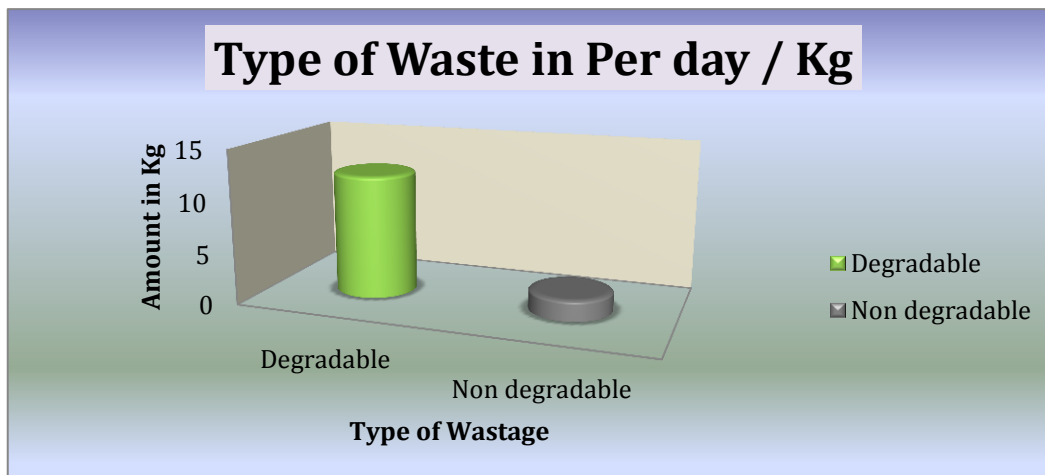 Type of Waste in Per day / Kg
Amount in Kg
15
10
5
0
Degradable
Non degradable
Type of Wastage
Degradable
Non degradable